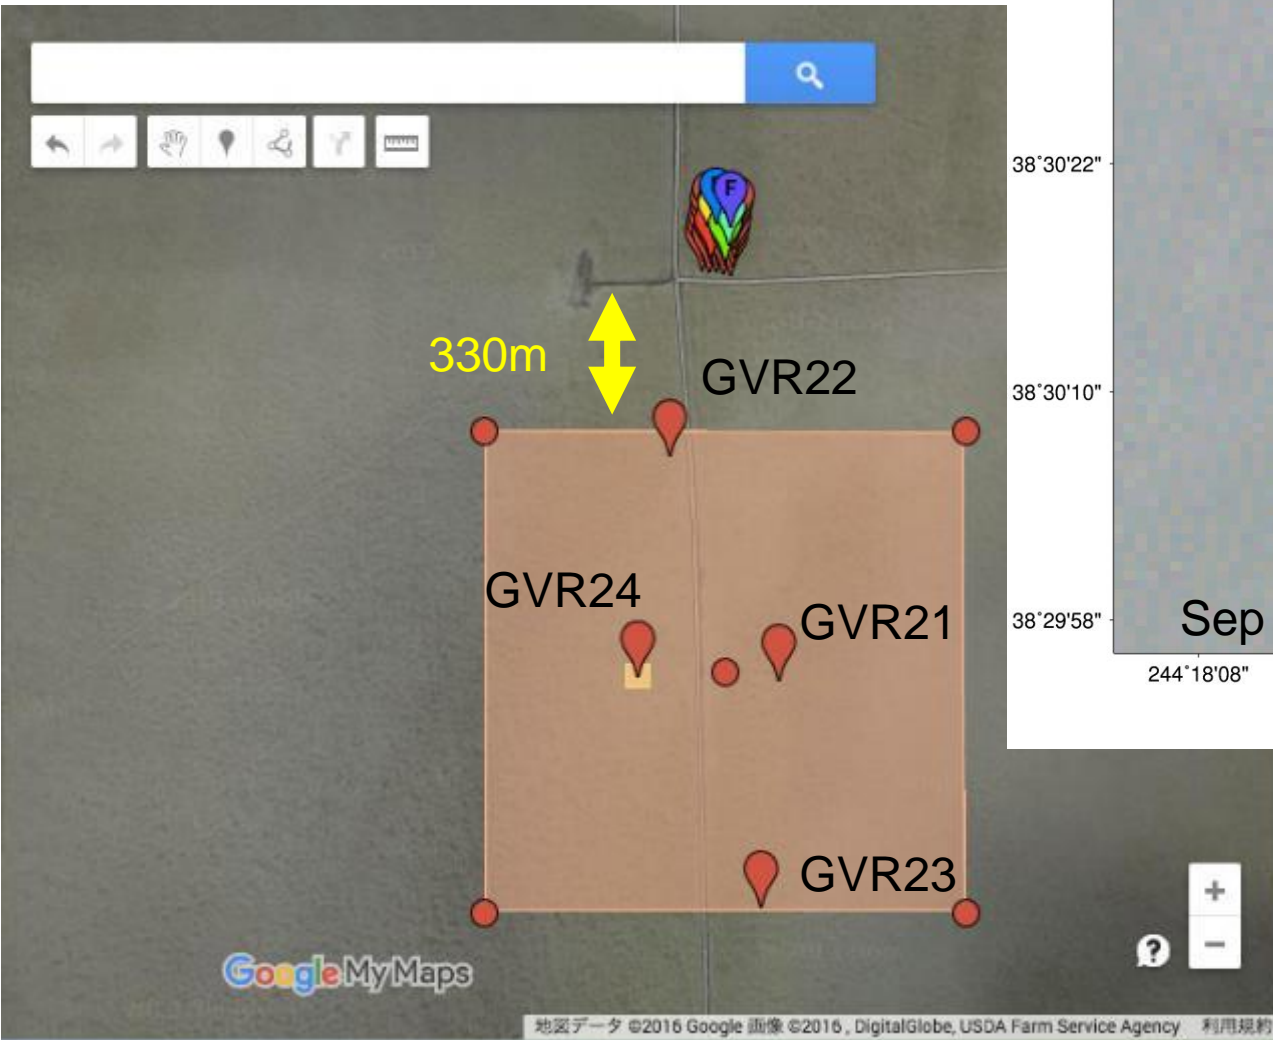 F
38°30'22"
330m
GVR22
38°30'10"
GVR24
GVR21
38°29'58"
Sep
244°18'08"
GVR23
Google My Maps
地図データ ©2016 Google 画像 ©2016 , DigitalGlobe, USDA Farm Service Agency 利用規約